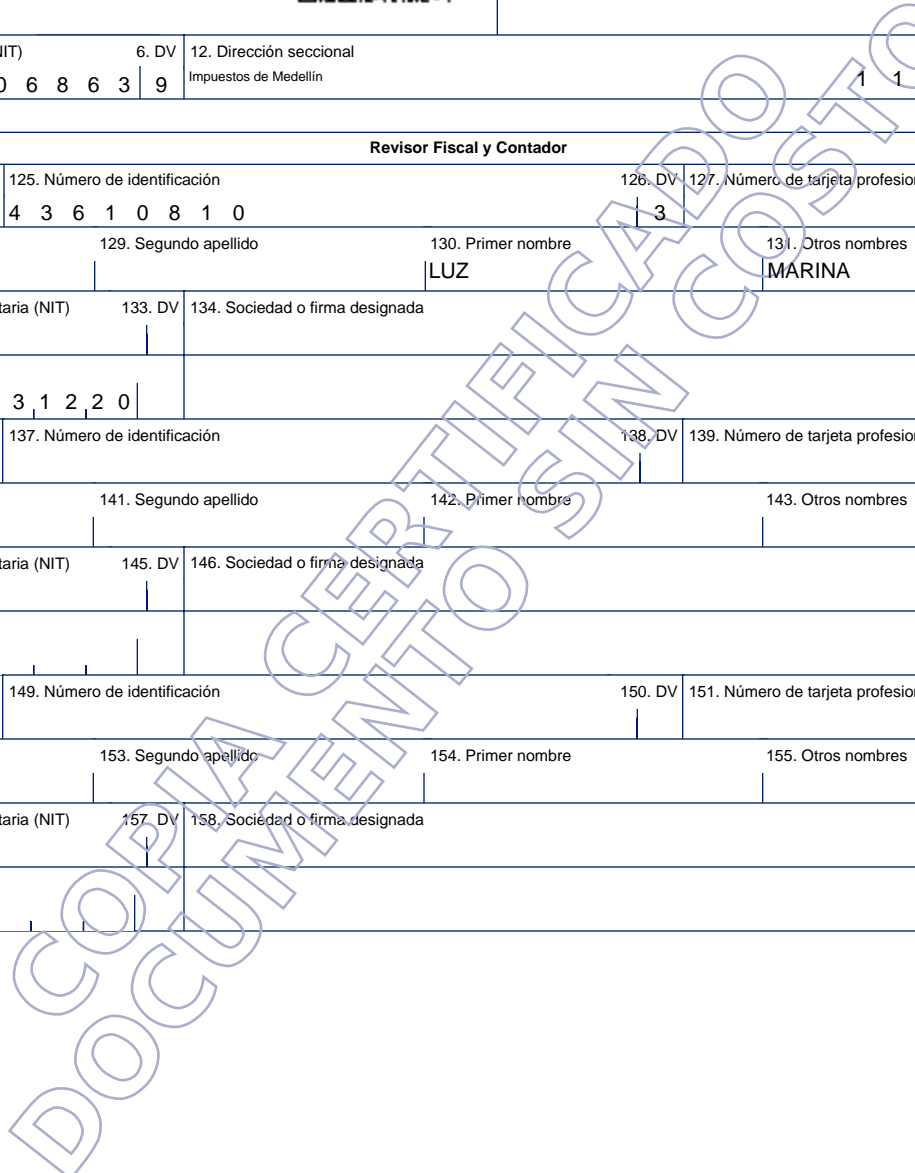 IIT) 6. DV 12. Dirección seccional
0 6 8 6 3 9 Impuestos de Medellín 1 1
Revisor Fiscal y Contador
125. Número de identificación 126. DV 127. Número de tarjeta profesion
4 3 6 1 0 8 1 0 3
129. Segundo apellido 130. Primer nombre 131. Otros nombres
LUZ MARINA
taria (NIT) 133. DV 134. Sociedad o firma designada
3 1 2 2 0
137. Número de identificación 138. DV 139. Número de tarjeta profesion
141. Segundo apellido 142. Primer nombre 143. Otros nombres
taria (NIT) 145. DV 146. Sociedad o firma designada
149. Número de identificación 150. DV 151. Número de tarjeta profesion
153. Segundo apellido 154. Primer nombre 155. Otros nombres
taria (NIT) 157. DV 158. Sociedad o firma designada
COPIA CERTIFICADO
DOCUMENTO SIN COSTO